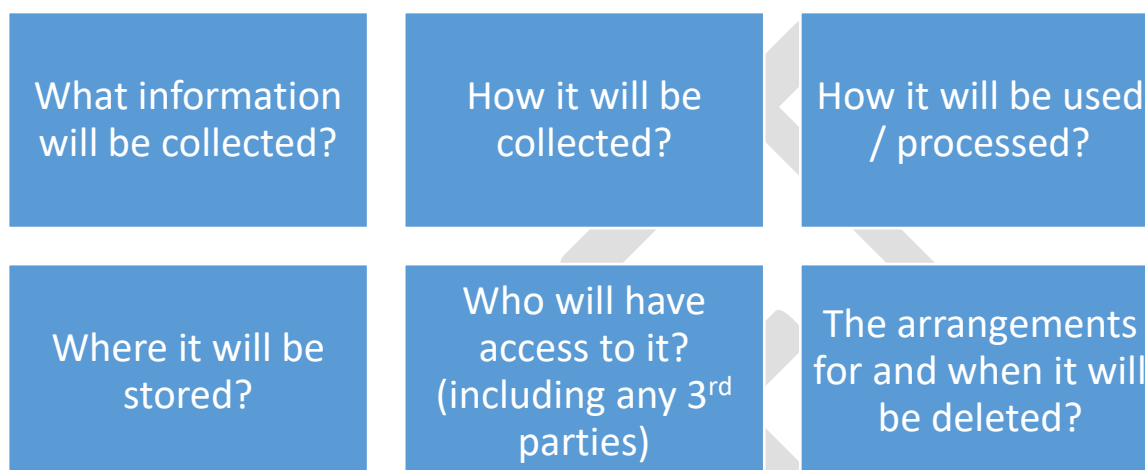 What information
will be collected?
How it will be
collected?
How it will be used
/ processed?
Where it will be
stored?
Who will have
access to it?
(including any 3rd
parties)
The arrangements
for and when it will
be deleted?